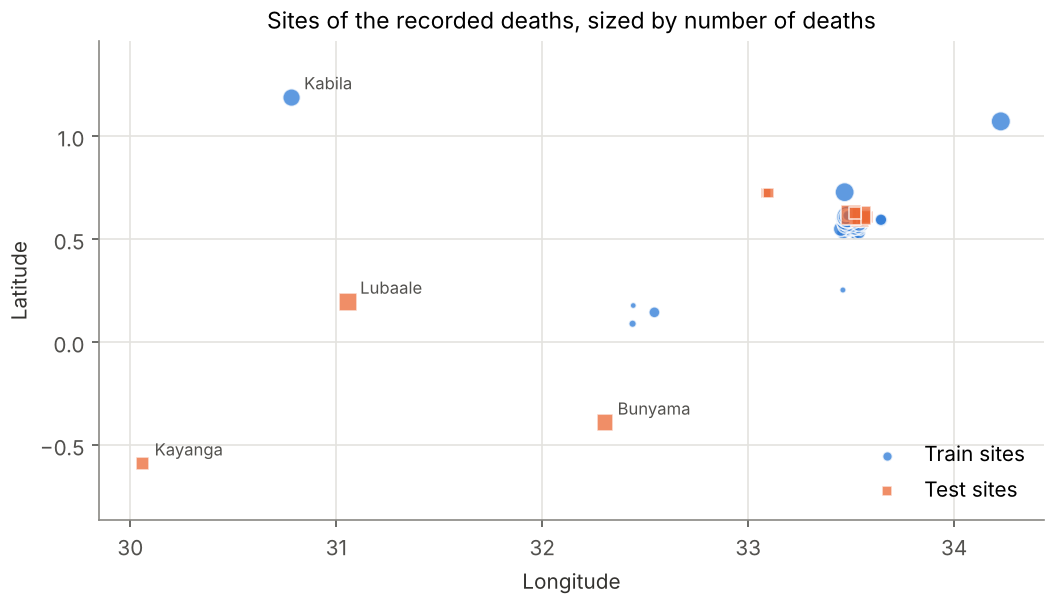 Sites of the recorded deaths, sized by number of deaths
Kabila
1.0
0.5
Lubaale
0.0
Bunyama
−0.5
Kayanga
Train sites
Test sites
30
31
32
33
34
Longitude
Latitude